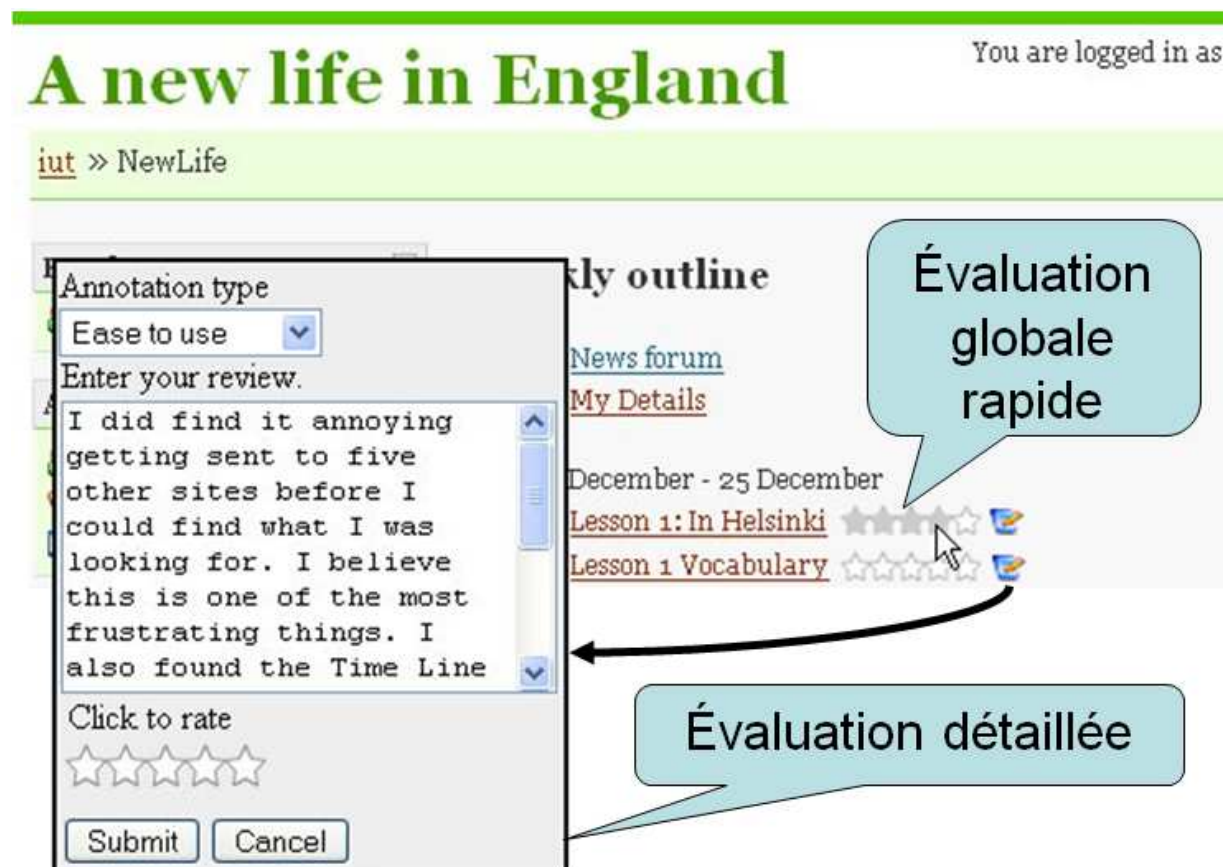 A new life in England
You are logged in as
iut » NewLife
kly outline
News forum
My Details
December - 25 December
Lesson 1: In Helsinki
Lesson 1 Vocabulary
Évaluation
globale
rapide
Annotation type
Ease to use
Enter your review.
I did find it annoying
getting sent to five
other sites before I
could find what I was
looking for. I believe
this is one of the most
frustrating things. I
also found the Time Line
Click to rate
Submit Cancel
Évaluation détaillée